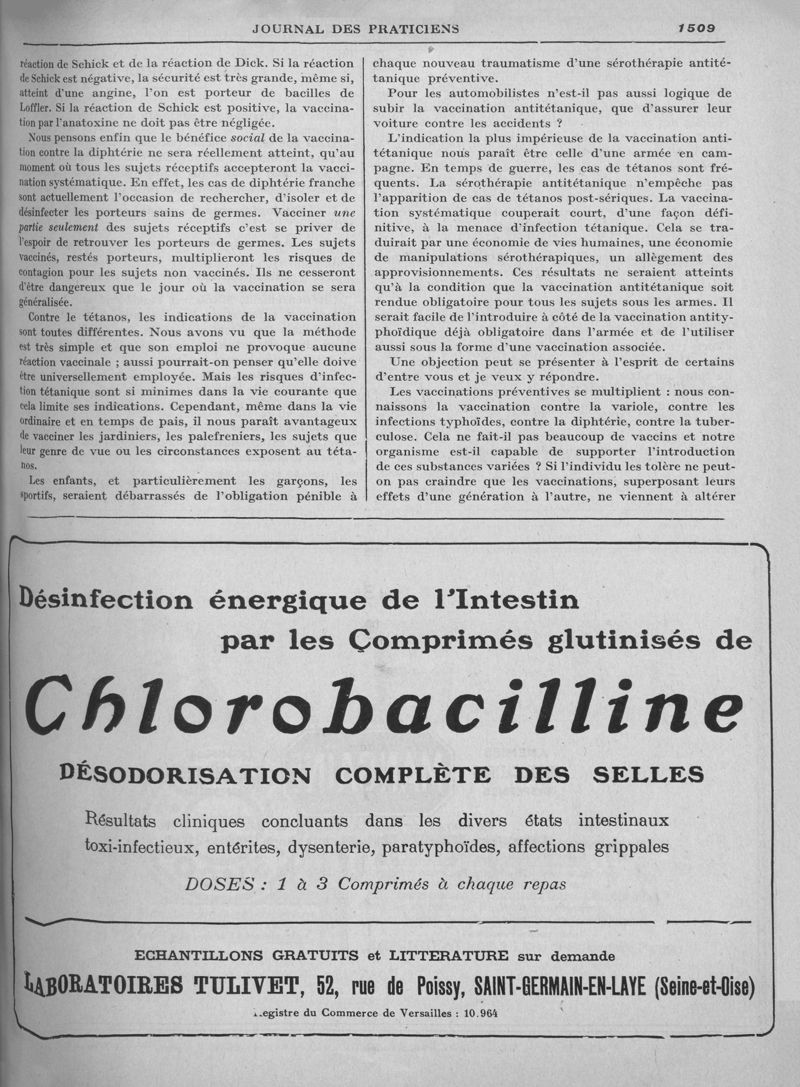 JOURNAL DES PRATICIENS 1509
réaction de Schick et de la réaction de Dick. Si la réaction
de Schick est négative, la sécurité est très grande, même si,
atteint d'une angine, l'on est porteur de bacilles de
Loffler. Si la réaction de Schick est positive, la vaccina-
tion par l'anatoxine ne doit pas être négligée.
Nous pensons enfin que le bénéfice social de la vaccina-
tion contre la diphtérie ne sera réellement atteint, qu'au
moment où tous les sujets réceptifs accepteront la vacci-
nation systématique. En effet, les cas de diphtérie franche
sont actuellement l'occasion de rechercher, d'isoler et de
désinfecter les porteurs sains de germes. Vacciner une
partie seulement des sujets réceptifs c'est se priver de
l'espoir de retrouver les porteurs de germes. Les sujets
vaccinés, restés porteurs, multiplieront les risques de
contagion pour les sujets non vaccinés. Ils ne cesseront
d'être dangereux que le jour où la vaccination se sera
généralisée.
Contre le tétanos, les indications de la vaccination
sont toutes différentes. Nous avons vu que la méthode
est très simple et que son emploi ne provoque aucune
réaction vaccinale ; aussi pourrait-on penser qu'elle doive
être universellement employée. Mais les risques d'infec-
tion tétanique sont si minimes dans la vie courante que
cela limite ses indications. Cependant, même dans la vie
ordinaire et en temps de pais, il nous paraît avantageux
de vacciner les jardiniers, les palefreniers, les sujets que
leur genre de vue ou les circonstances exposent au téta-
nos.
Les enfants, et particulièrement les garçons, les
sportifs, seraient débarrassés de l'obligation pénible à
chaque nouveau traumatisme d'une sérothérapie antité-
tanique préventive.
Pour les automobilistes n'est-il pas aussi logique de
subir la vaccination antitétanique, que d'assurer leur
voiture contre les accidents ?
L'indication la plus impérieuse de la vaccination anti-
tétanique nous paraît être celle d'une armée en cam-
pagne. En temps de guerre, les cas de tétanos sont fré-
quents. La sérothérapie antitétanique n'empêche pas
l'apparition de cas de tétanos post-sériques. La vaccina-
tion systématique couperait court, d'une façon défi-
nitive, à la menace d'infection tétanique. Cela se tra-
duirait par une économie de vies humaines, une économie
de manipulations sérothérapiques, un allègement des
approvisionnements. Ces résultats ne seraient atteints
qu'à la condition que la vaccination antitétanique soit
rendue obligatoire pour tous les sujets sous les armes. Il
serait facile de l'introduire à côté de la vaccination antity-
phoïdique déjà obligatoire dans l'armée et de l'utiliser
aussi sous la forme d'une vaccination associée.
Une objection peut se présenter à l'esprit de certains
d'entre vous et je veux y répondre.
Les vaccinations préventives se multiplient : nous con-
naissons la vaccination contre la variole, contre les
infections typhoïdes, contre la diphtérie, contre la tuber-
culose. Cela ne fait-il pas beaucoup de vaccins et notre
organisme est-il capable de supporter l'introduction
de ces substances variées ? Si l'individu les tolère ne peut-
on pas craindre que les vaccinations, superposant leurs
effets d'une génération à l'autre, ne viennent à altérer
Désinfection énergique de l'Intestin
par les Comprimés glutinisés de
Chlorobacilline
DÉSODORISATION COMPLÈTE DES SELLES
Résultats cliniques concluants dans les divers états intestinaux
toxi-infectieux, entérites, dysenterie, paratyphoïdes, affections grippales
DOSES : 1 à 3 Comprimés à chaque repas
ECHANTILLONS GRATUITS et LITTERATURE sur demande
LABORATOIRES TULIVET, 52, rue de Poissy, SAINT-GERMAIN-EN-LAYE (Seine-et-Oise)
Registre du Commerce de Versailles : 10.964